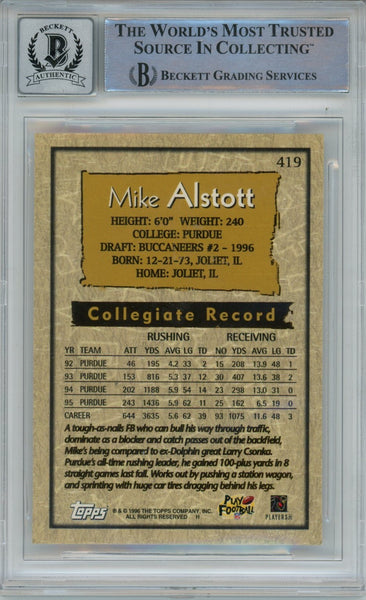 BECKETT
B
AUTHENTIC
THE WORLD'S MOST TRUSTED
SOURCE IN COLLECTING™
B BECKETT GRADING SERVICES
419
Mike Alstott
HEIGHT: 6'0" WEIGHT: 240
COLLEGE: PURDUE
DRAFT: BUCCANEERS #2 - 1996
BORN: 12-21-73, JOLIET, IL
HOME: JOLIET, IL
Collegiate Record
RUSHING RECEIVING
YR TEAM ATT YDS AVG LG TD NO YDS AVG LG TD
92 PURDUE 46 195 4.2 33 2 15 208 13.9 48 1
93 PURDUE 153 816 5.3 37 12 30 407 13.6 38 2
94 PURDUE 202 1188 5.9 54 14 23 298 13.0 31 0
95 PURDUE 243 1436 5.9 62 11 25 162 6.5 19 0
CAREER 644 3635 5.6 62 39 93 1075 11.6 48 3
A tough-as-nails FB who can bull his way through traffic,
dominate as a blocker and catch passes out of the backfield,
Mike's being compared to ex-Dolphin great Larry Csonka.
Purdue's all-time rushing leader, he gained 100-plus yards in 8
straight games last fall. Works out by pushing a station wagon,
and sprinting with huge car tires dragging behind his legs.
TOPPS
® & © 1996 THE TOPPS COMPANY, INC.
ALL RIGHTS RESERVED H
PLAY FOOTBALL
PLAYERS